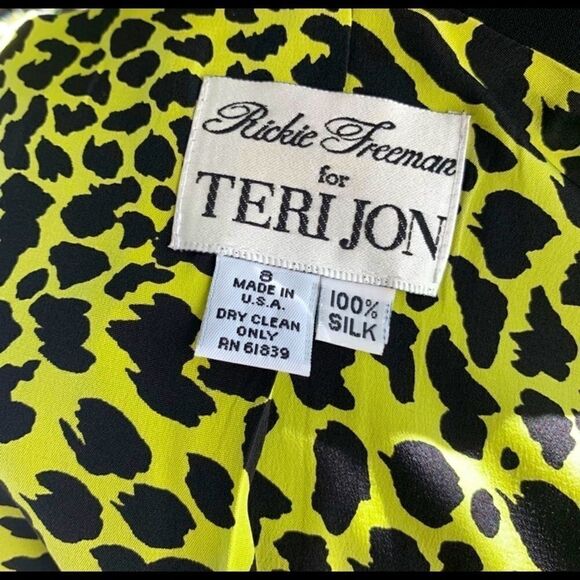 Rickie Freeman
for
TERI JON
8
MADE IN
U.S.A.
DRY CLEAN
ONLY
RN 61839
100%
SILK